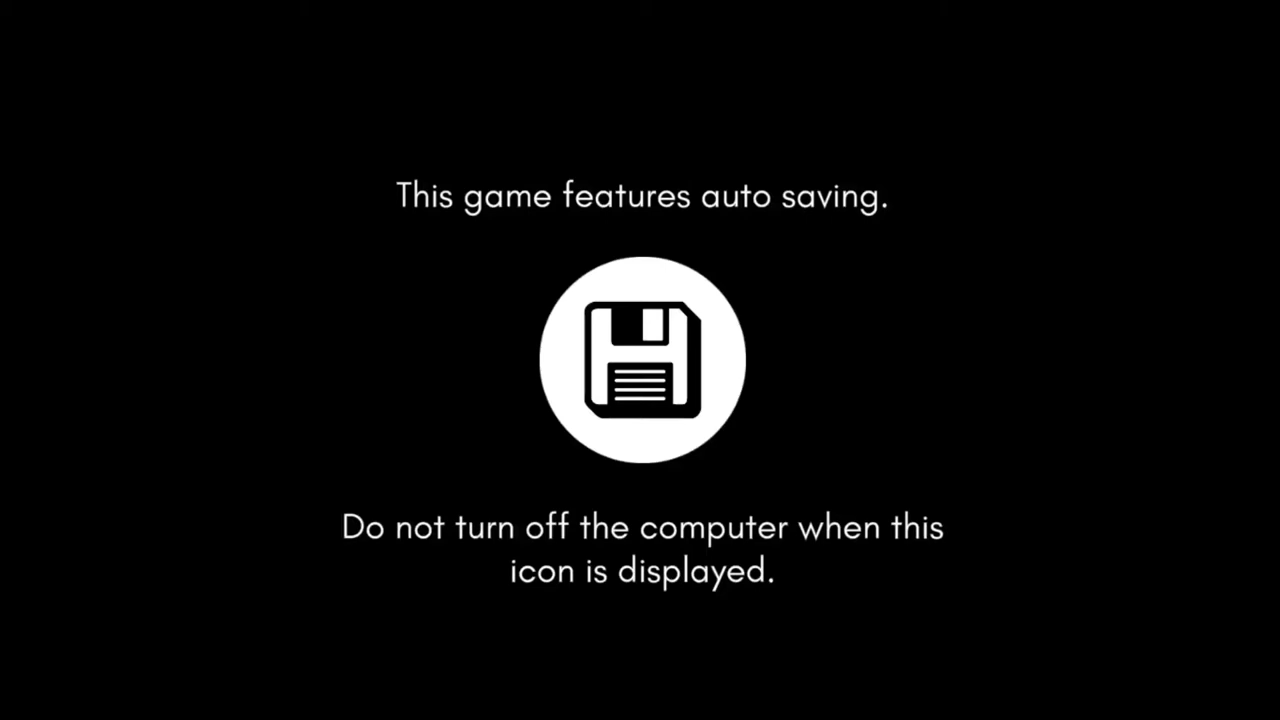 This game features auto saving.
Do not turn off the computer when this
icon is displayed.